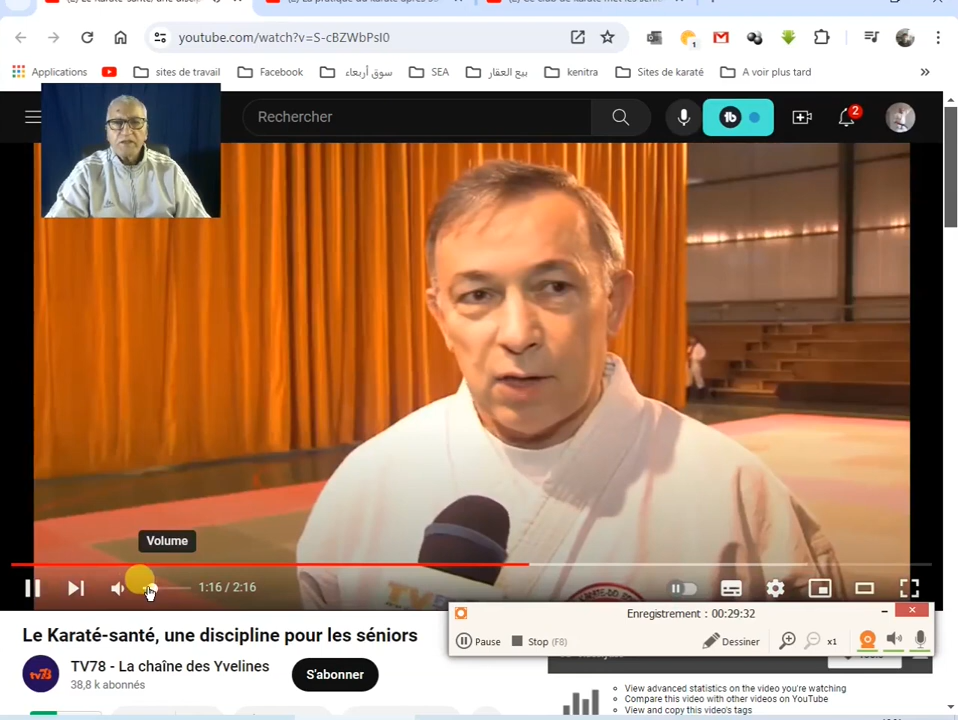 youtube.com/watch?v=S-cBZWbPsI0
Applications
sites de travail
Facebook
سوق أربعاء
SEA
بيع العقار
kenitra
Sites de karaté
A voir plus tard
»
Rechercher
2
Volume
1:16 / 2:16
Enregistrement : 00:29:32
Pause
Stop (F8)
Dessiner
x1
Le Karaté-santé, une discipline pour les séniors
tv78
TV78 - La chaîne des Yvelines
38,8 k abonnés
S'abonner
View advanced statistics on the video you're watching
Compare this video with other videos on YouTube
View and copy this video's tags